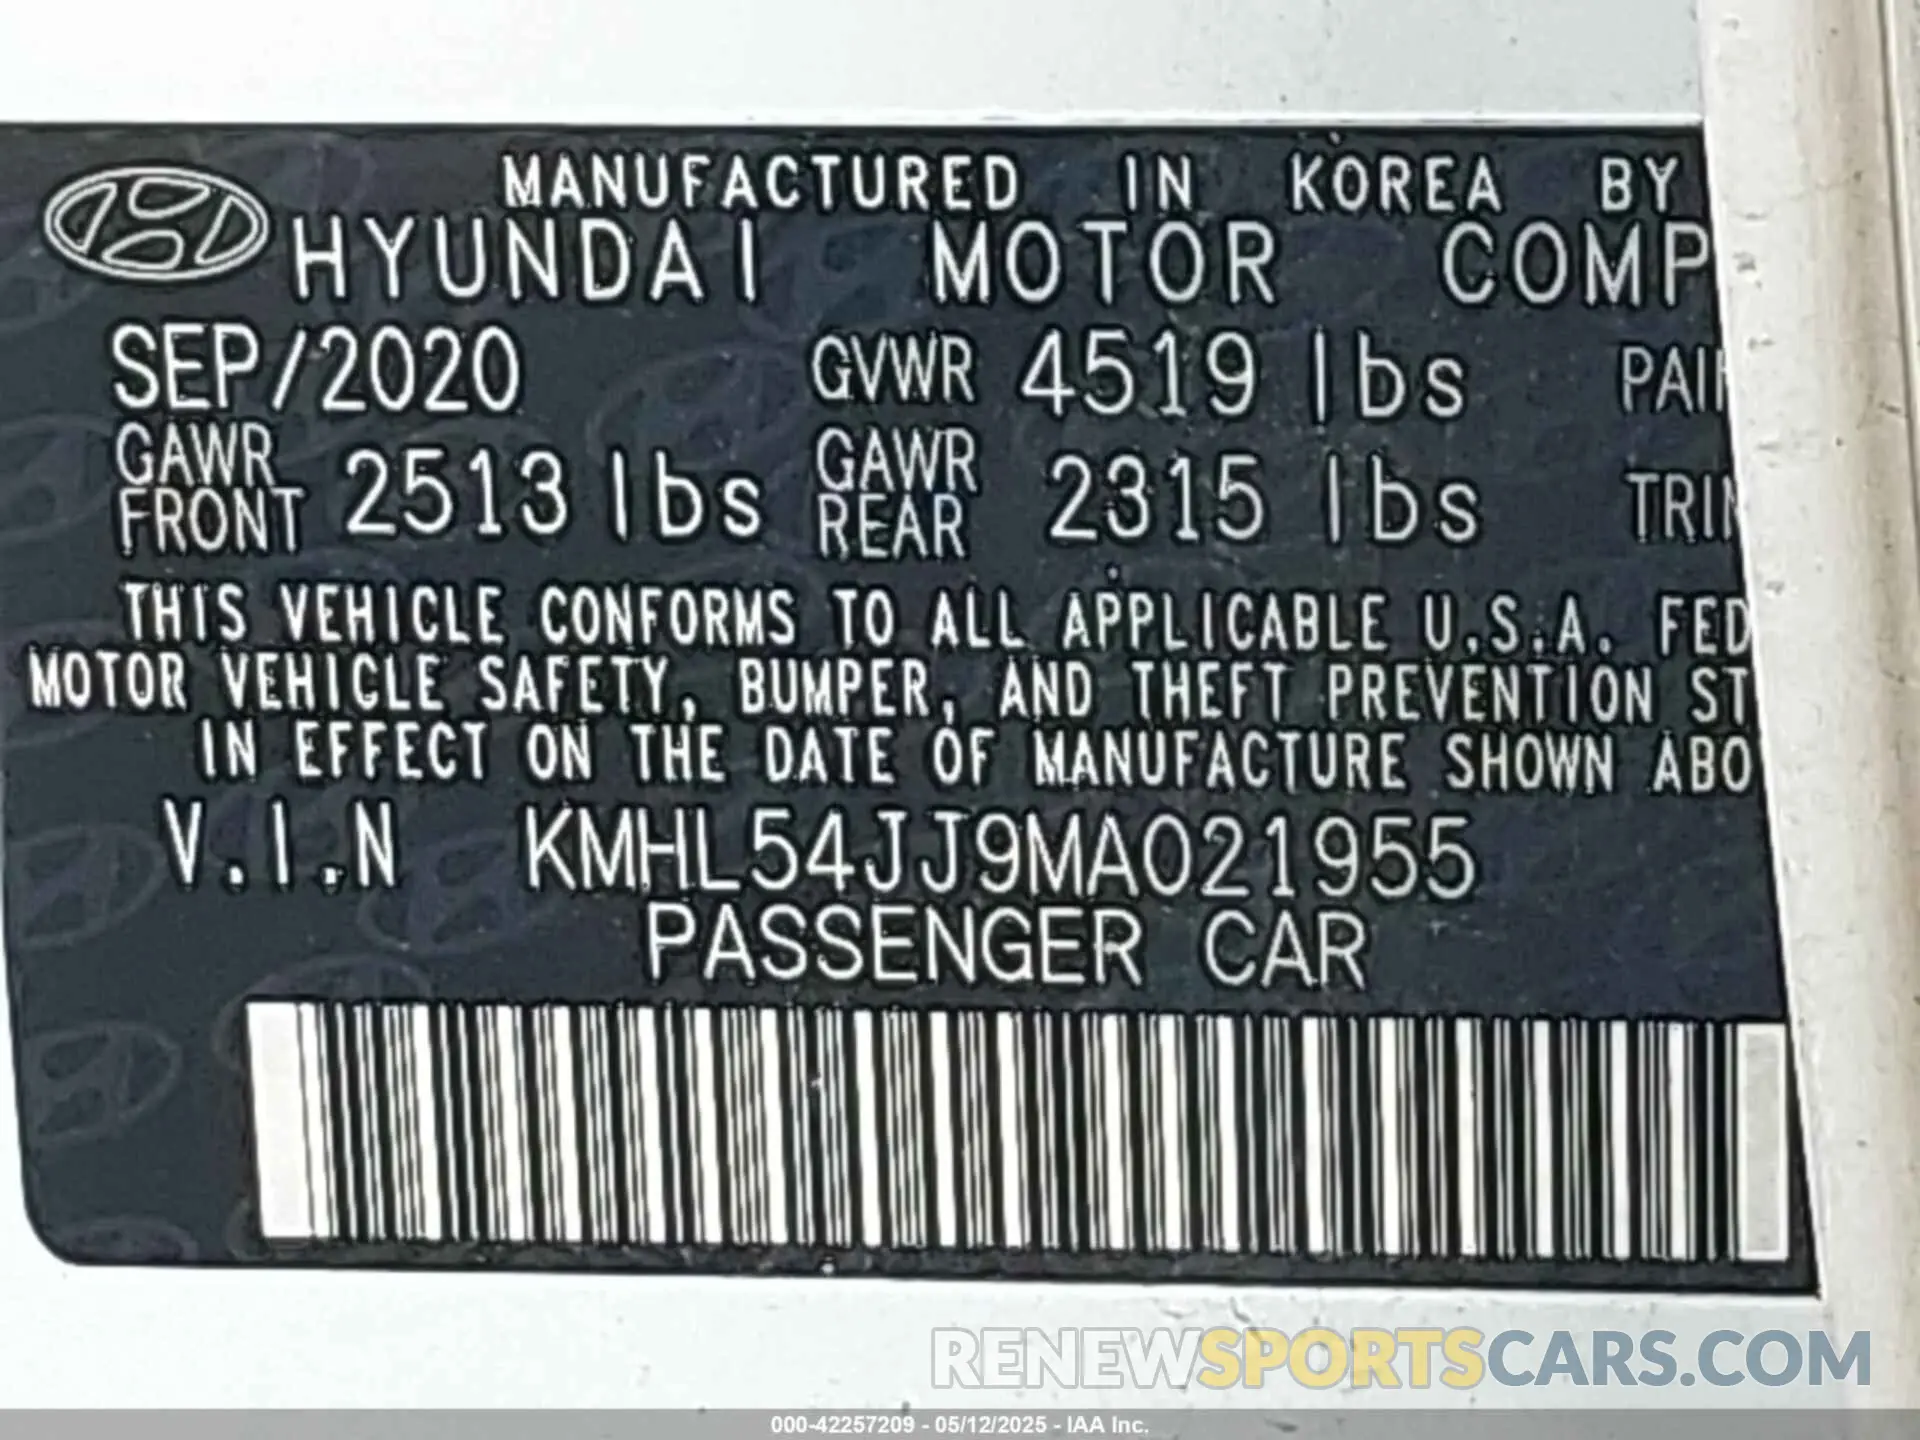 MANUFACTURED IN KOREA BY
HYUNDAI MOTOR COMP
SEP/2020 GVWR 4519 lbs PAI
GAWR FRONT 2513 lbs GAWR REAR 2315 lbs TRI
THIS VEHICLE CONFORMS TO ALL APPLICABLE U.S.A. FED
MOTOR VEHICLE SAFETY, BUMPER, AND THEFT PREVENTION ST
IN EFFECT ON THE DATE OF MANUFACTURE SHOWN ABO
V.I.N KMHL54JJ9MA021955
PASSENGER CAR
RENEWSPORTSCARS.COM
000-42257209 - 05/12/2025 - IAA Inc.